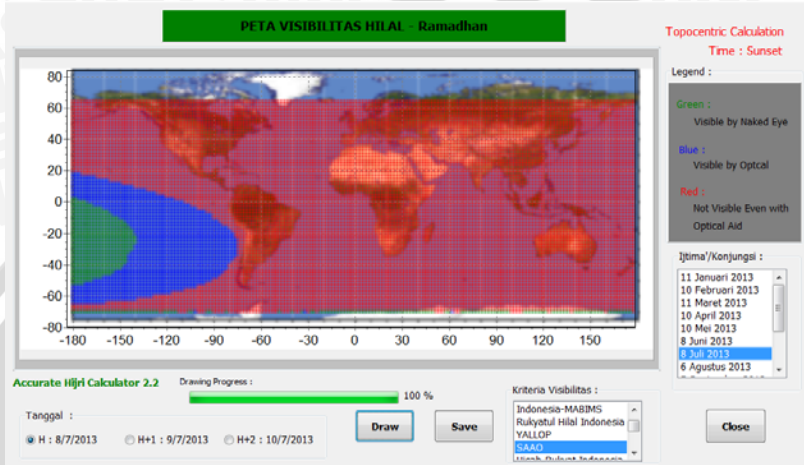 PETA VISIBILITAS HILAL - Ramadhan
Topocentric Calculation
Time : Sunset
Legend :
Green :
Visible by Naked Eye
Blue :
Visible by Optcal
Red :
Not Visible Even with
Optical Aid
80
60
40
20
0
-20
-40
-60
-80
-180 -150 -120 -90 -60 -30 0 30 60 90 120 150
Ijtima'/Konjungsi :
11 Januari 2013
10 Februari 2013
11 Maret 2013
10 April 2013
10 Mei 2013
8 Juni 2013
8 Juli 2013
6 Agustus 2013
Accurate Hijri Calculator 2.2
Drawing Progress :
100 %
Tanggal :
H : 8/7/2013
H+1 : 9/7/2013
H+2 : 10/7/2013
Draw
Save
Kriteria Visibilitas :
Indonesia-MABIMS
Rukyatul Hilal Indonesia
YALLOP
SAAO
Close